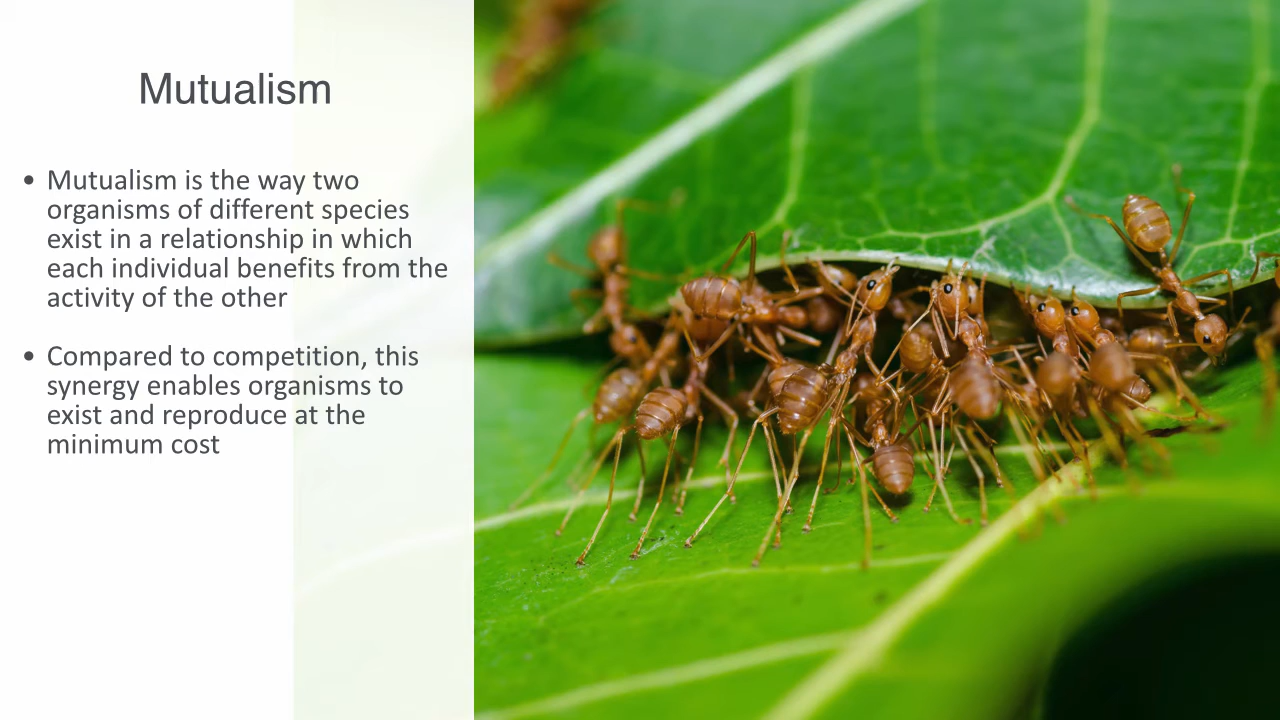 Mutualism
• Mutualism is the way two
organisms of different species
exist in a relationship in which
each individual benefits from the
activity of the other
• Compared to competition, this
synergy enables organisms to
exist and reproduce at the
minimum cost